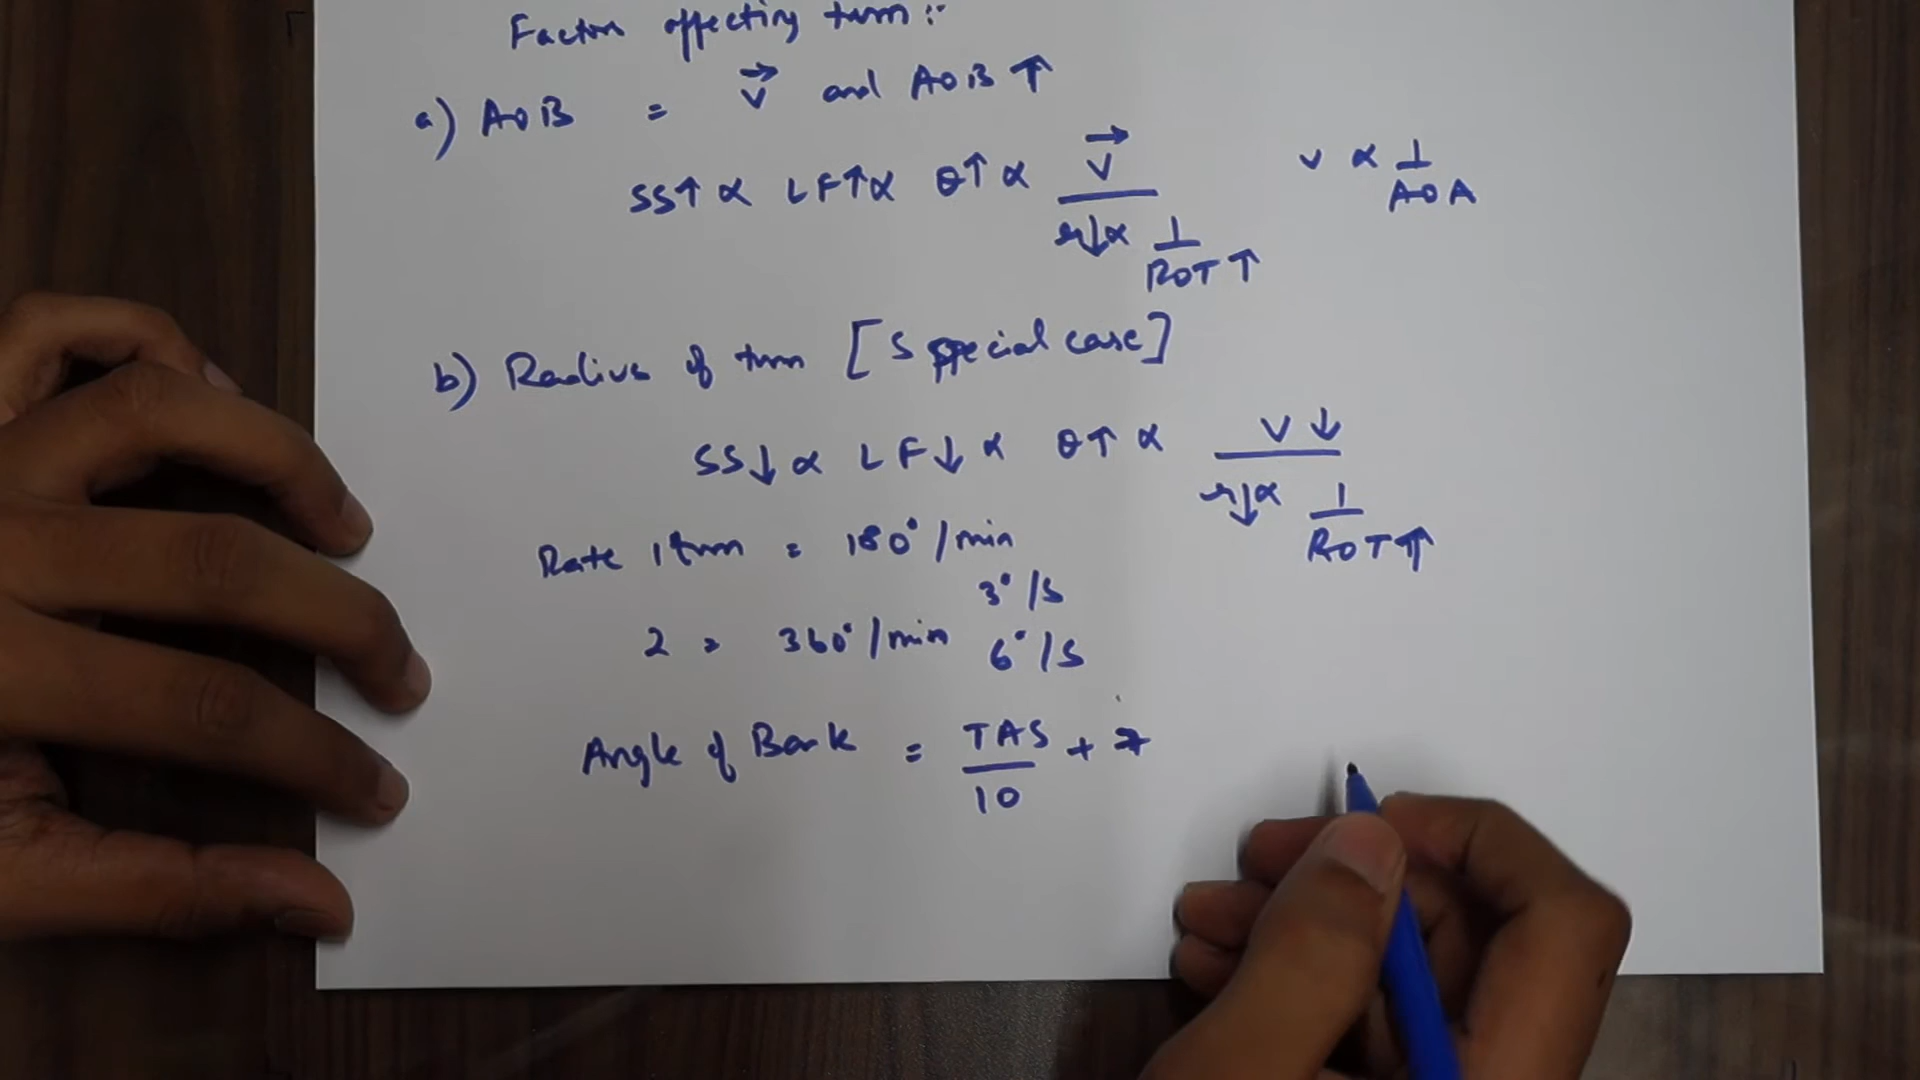 Factors affecting turn :-
a) AOB = V⃗ and AOB ↑
SS↑ ∝ LF↑ ∝ θ↑ ∝ V⃗ / r↓ ∝ 1 / ROT ↑
V ∝ 1 / AOA
b) Radius of turn [Special case]
SS↓ ∝ LF↓ ∝ θ↑ ∝ V↓ / r↓ ∝ 1 / ROT ↑
Rate 1 turn = 180°/min
3°/S
2 = 360°/min 6°/S
Angle of Bank = TAS / 10 + 7